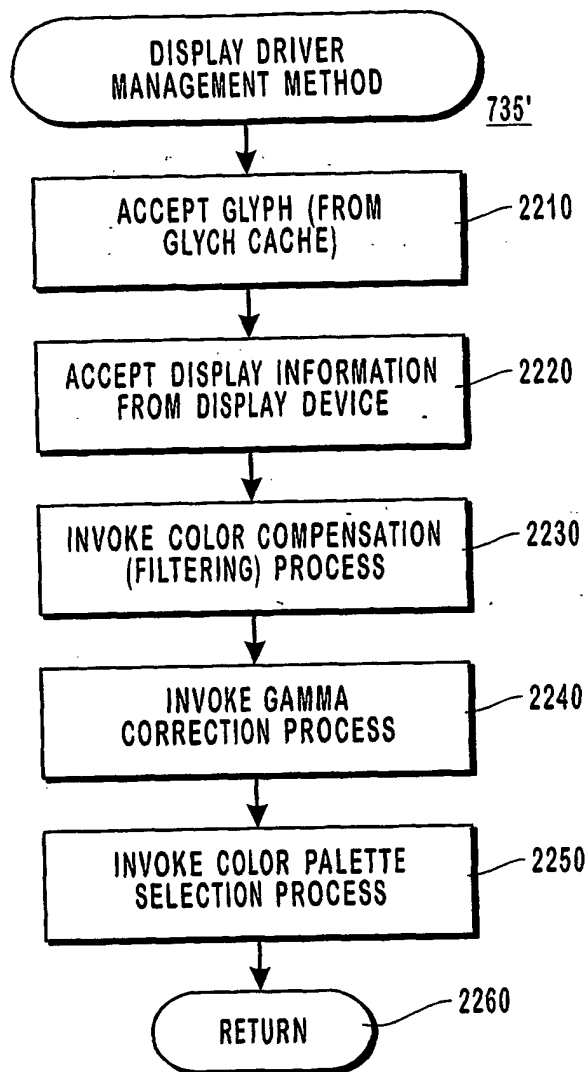 DISPLAY DRIVER
MANAGEMENT METHOD
735'
ACCEPT GLYPH (FROM
GLYCH CACHE)
2210
ACCEPT DISPLAY INFORMATION
FROM DISPLAY DEVICE
2220
INVOKE COLOR COMPENSATION
(FILTERING) PROCESS
2230
INVOKE GAMMA
CORRECTION PROCESS
2240
INVOKE COLOR PALETTE
SELECTION PROCESS
2250
RETURN
2260